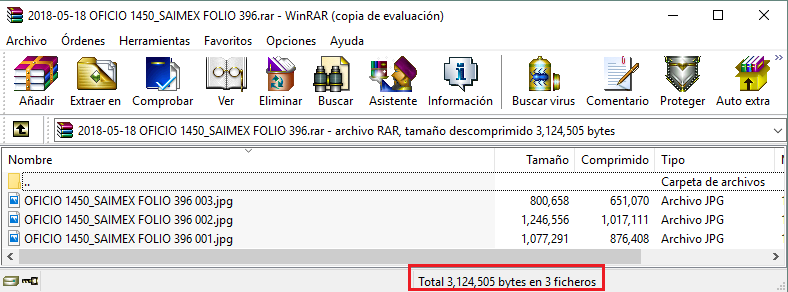 2018-05-18 OFICIO 1450_SAIMEX FOLIO 396.rar - WinRAR (copia de evaluación)
Archivo Órdenes Herramientas Favoritos Opciones Ayuda
Añadir Extraer en Comprobar Ver Eliminar Buscar Asistente Información Buscar virus Comentario Proteger Auto extra
2018-05-18 OFICIO 1450_SAIMEX FOLIO 396.rar - archivo RAR, tamaño descomprimido 3,124,505 bytes
Nombre Tamaño Comprimido Tipo
.. Carpeta de archivos
OFICIO 1450_SAIMEX FOLIO 396 003.jpg 800,658 651,070 Archivo JPG
OFICIO 1450_SAIMEX FOLIO 396 002.jpg 1,246,556 1,017,111 Archivo JPG
OFICIO 1450_SAIMEX FOLIO 396 001.jpg 1,077,291 876,408 Archivo JPG
Total 3,124,505 bytes en 3 ficheros